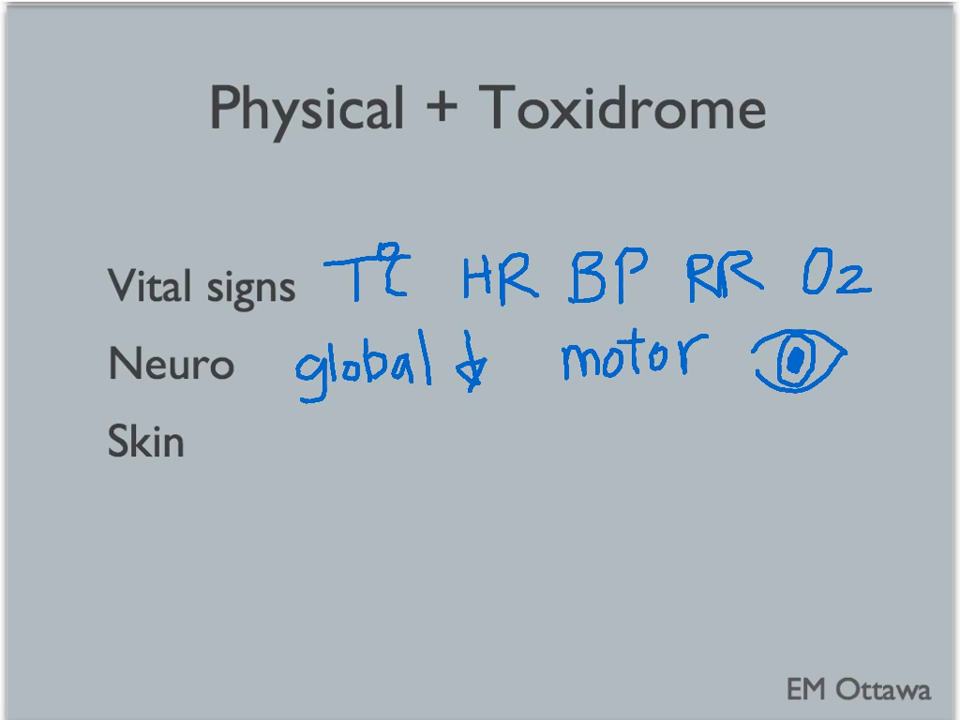 Physical + Toxidrome
Vital signs T°C HR BP RR O2
Neuro global ↓ motor
Skin
EM Ottawa